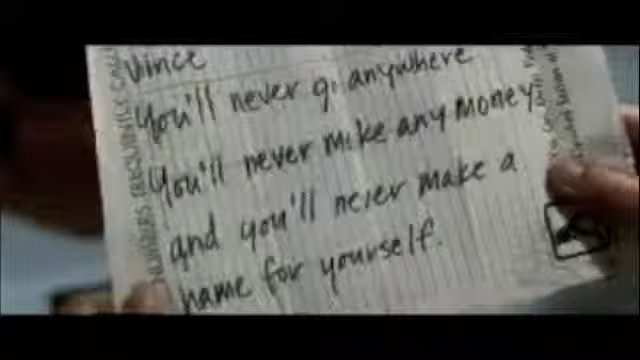 Vince
You'll never go anywhere
You'll never make any money
and you'll never make a
name for yourself.